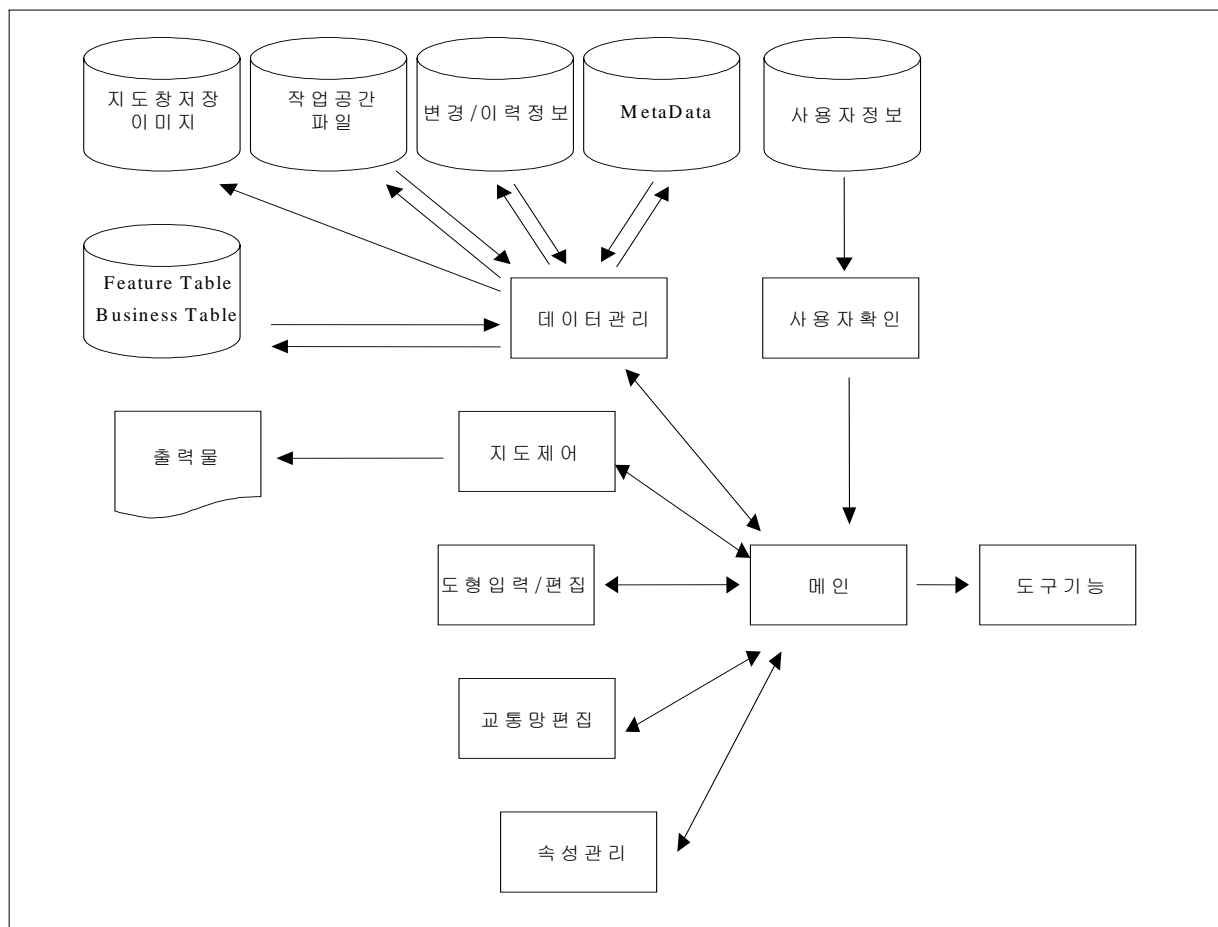 지도창저장
이미지
작업공간
파일
변경/이력정보
MetaData
사용자정보
Feature Table
Business Table
데이터관리
사용자확인
출력물
지도제어
도형입력/편집
메인
도구기능
교통망편집
속성관리